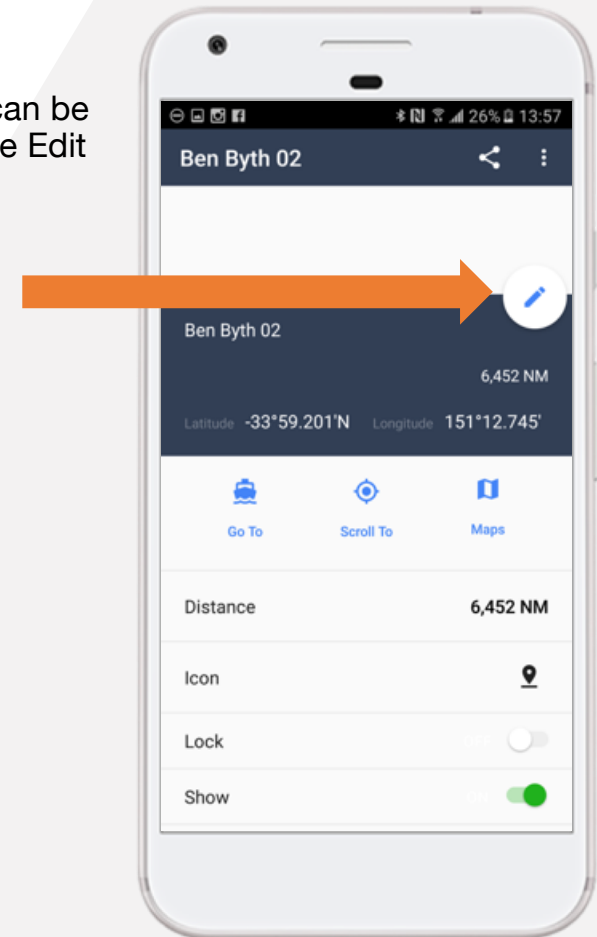 can be
e Edit
26% 13:57
Ben Byth 02
Ben Byth 02
6,452 NM
Latitude -33°59.201'N Longitude 151°12.745'
Go To Scroll To Maps
Distance 6,452 NM
Icon
Lock
Show